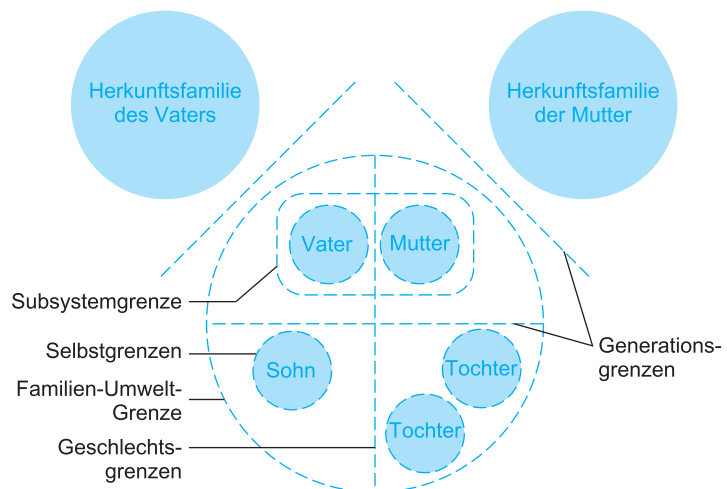 Herkunftsfamilie
des Vaters
Herkunftsfamilie
der Mutter
Vater
Mutter
Subsystemgrenze
Selbstgrenzen
Sohn
Tochter
Generations-
grenzen
Familien-Umwelt-
Grenze
Tochter
Geschlechts-
grenzen